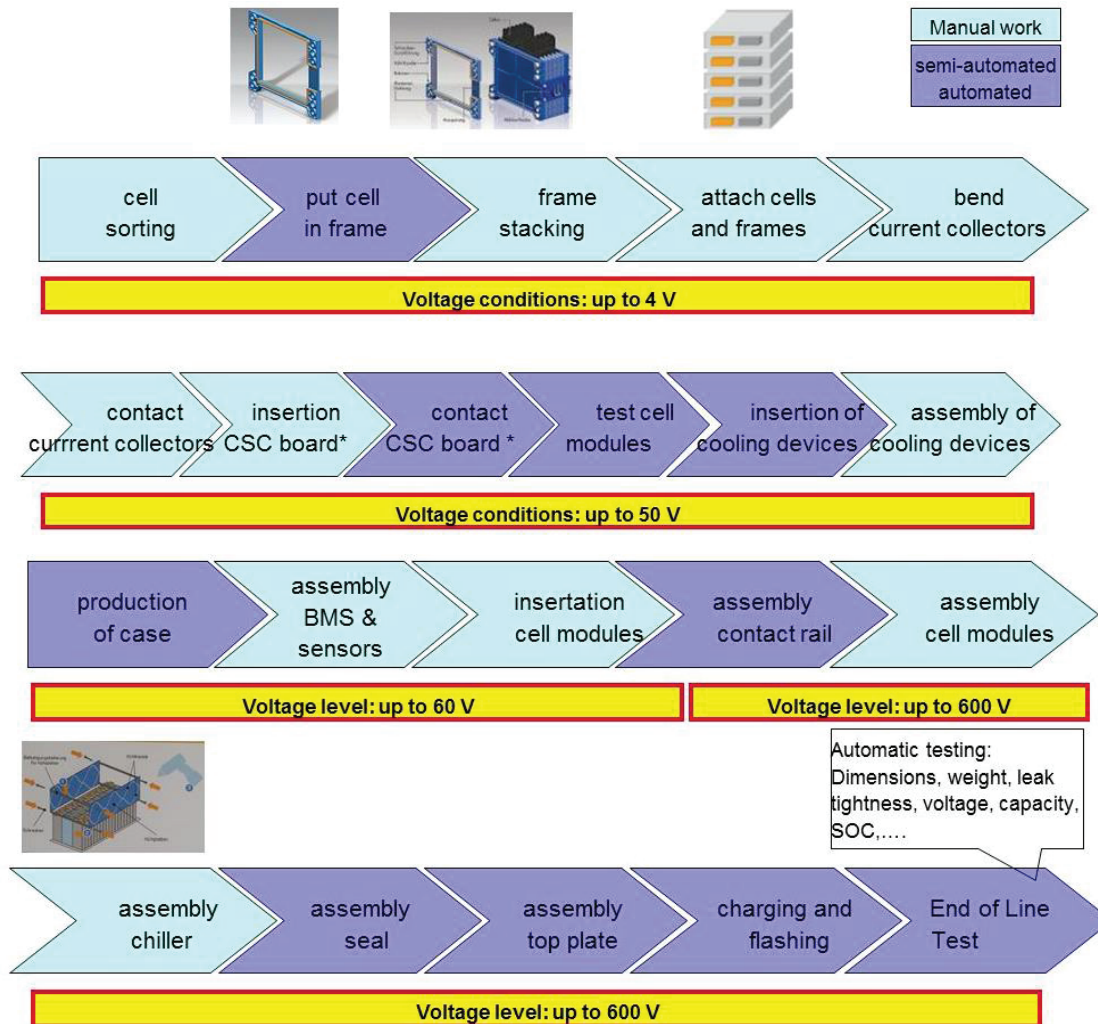 Manual work
semi-automated
automated
cell
sorting
put cell
in frame
frame
stacking
attach cells
and frames
bend
current collectors
Voltage conditions: up to 4 V
contact
currrent collectors
insertion
CSC board*
contact
CSC board *
test cell
modules
insertion of
cooling devices
assembly of
cooling devices
Voltage conditions: up to 50 V
production
of case
assembly
BMS &
sensors
insertation
cell modules
assembly
contact rail
assembly
cell modules
Voltage level: up to 60 V
Voltage level: up to 600 V
Automatic testing:
Dimensions, weight, leak
tightness, voltage, capacity,
SOC,....
assembly
chiller
assembly
seal
assembly
top plate
charging and
flashing
End of Line
Test
Voltage level: up to 600 V